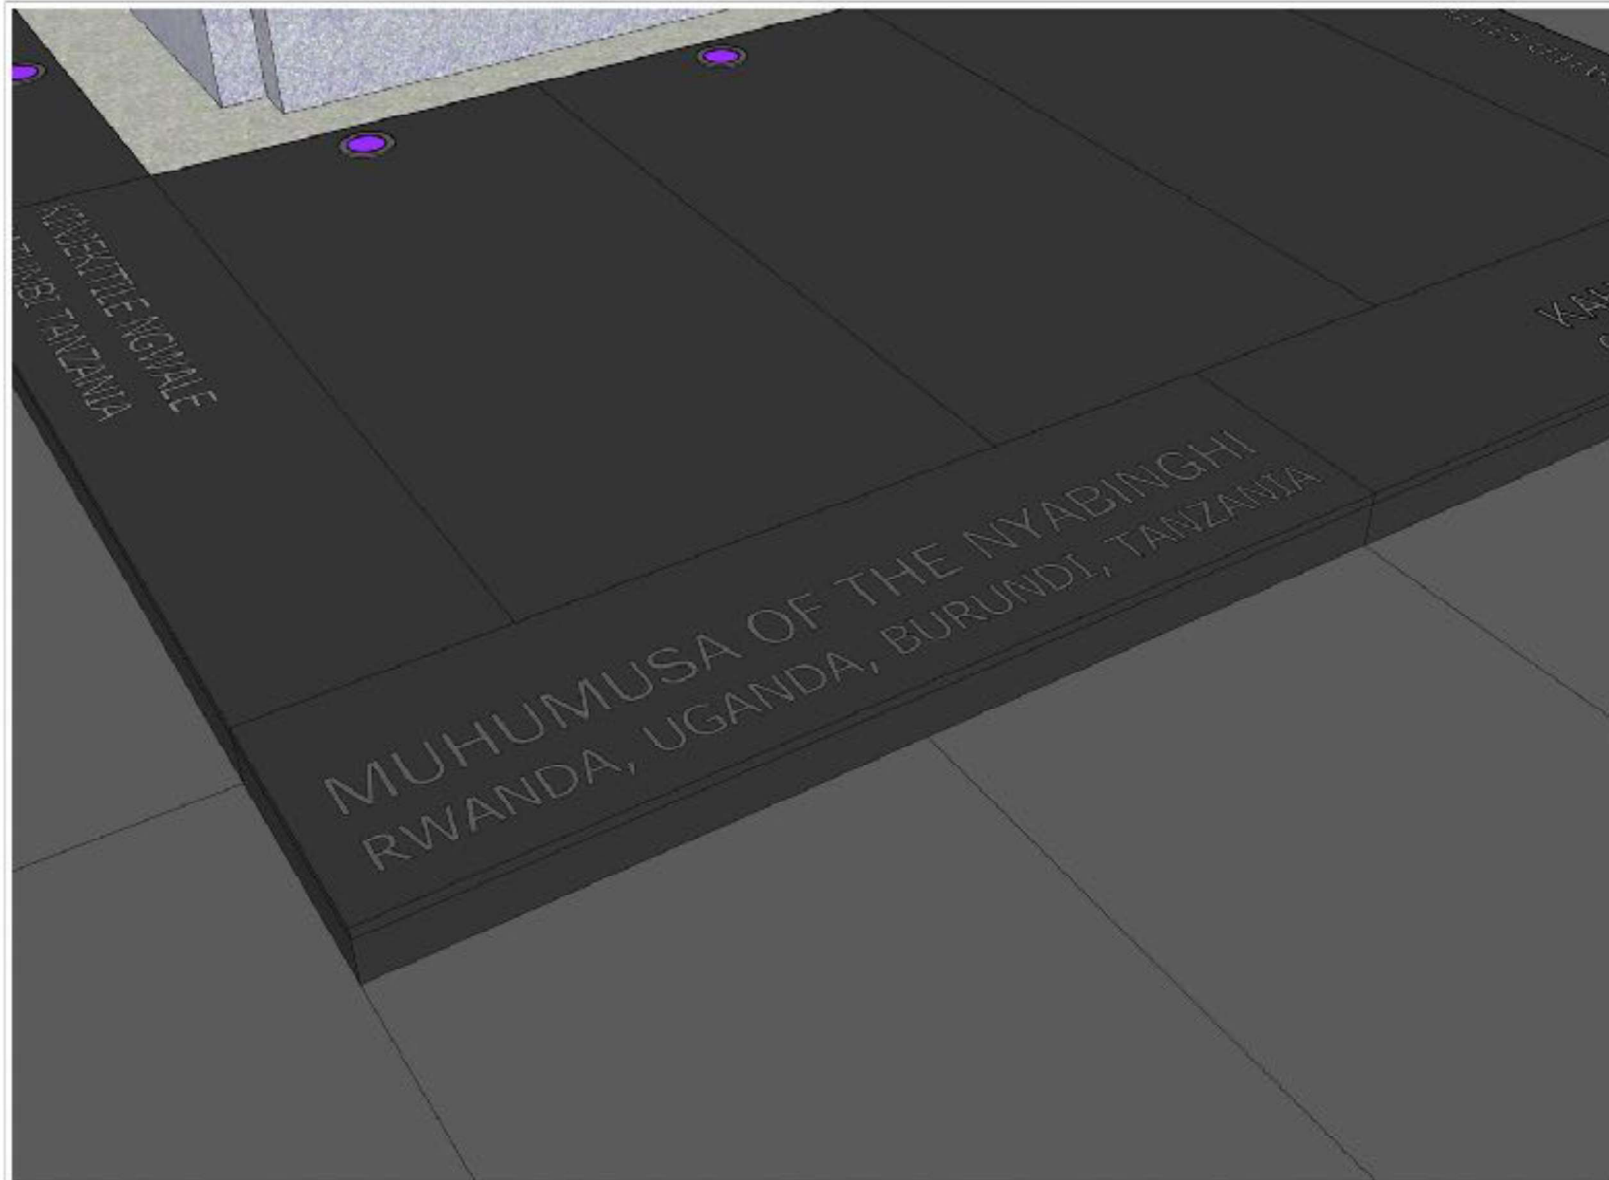 KINJEKITILE NGWALE
TANZANIA
MUHUMUSA OF THE NYABINGHI
RWANDA, UGANDA, BURUNDI, TANZANIA